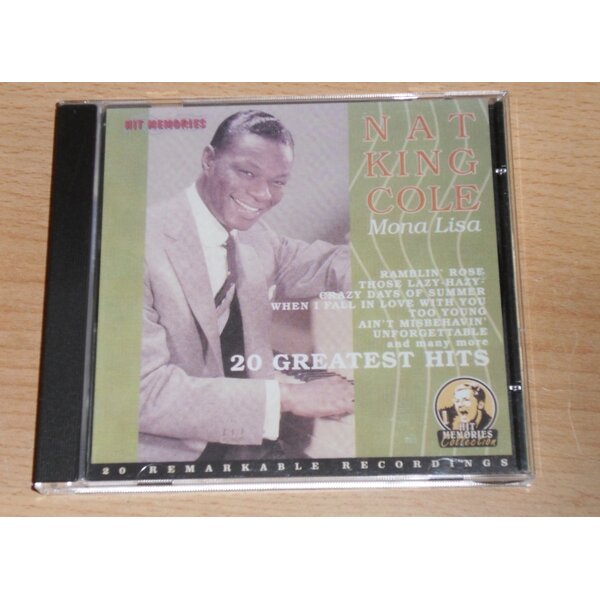 HIT MEMORIES
NAT
KING
COLE
Mona Lisa
RAMBLIN' ROSE
THOSE LAZY-HAZY-
CRAZY DAYS OF SUMMER
WHEN I FALL IN LOVE WITH YOU
TOO YOUNG
AIN'T MISBEHAVIN'
UNFORGETTABLE
and many more
20 GREATEST HITS
HIT
MEMORIES
Collection
20 REMARKABLE RECORDINGS